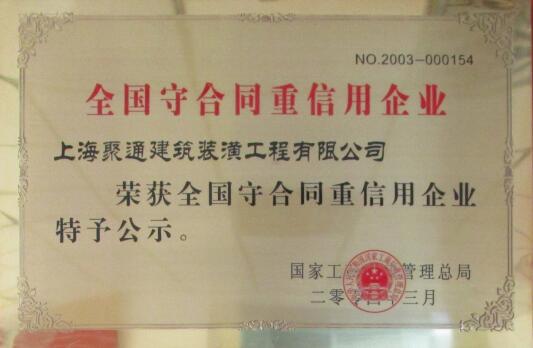 NO.2003-000154
全国守合同重信用企业
上海聚通建筑装潢工程有限公司
荣获全国守合同重信用企业
特予公示。
国家工 管理总局
二零零四年三月